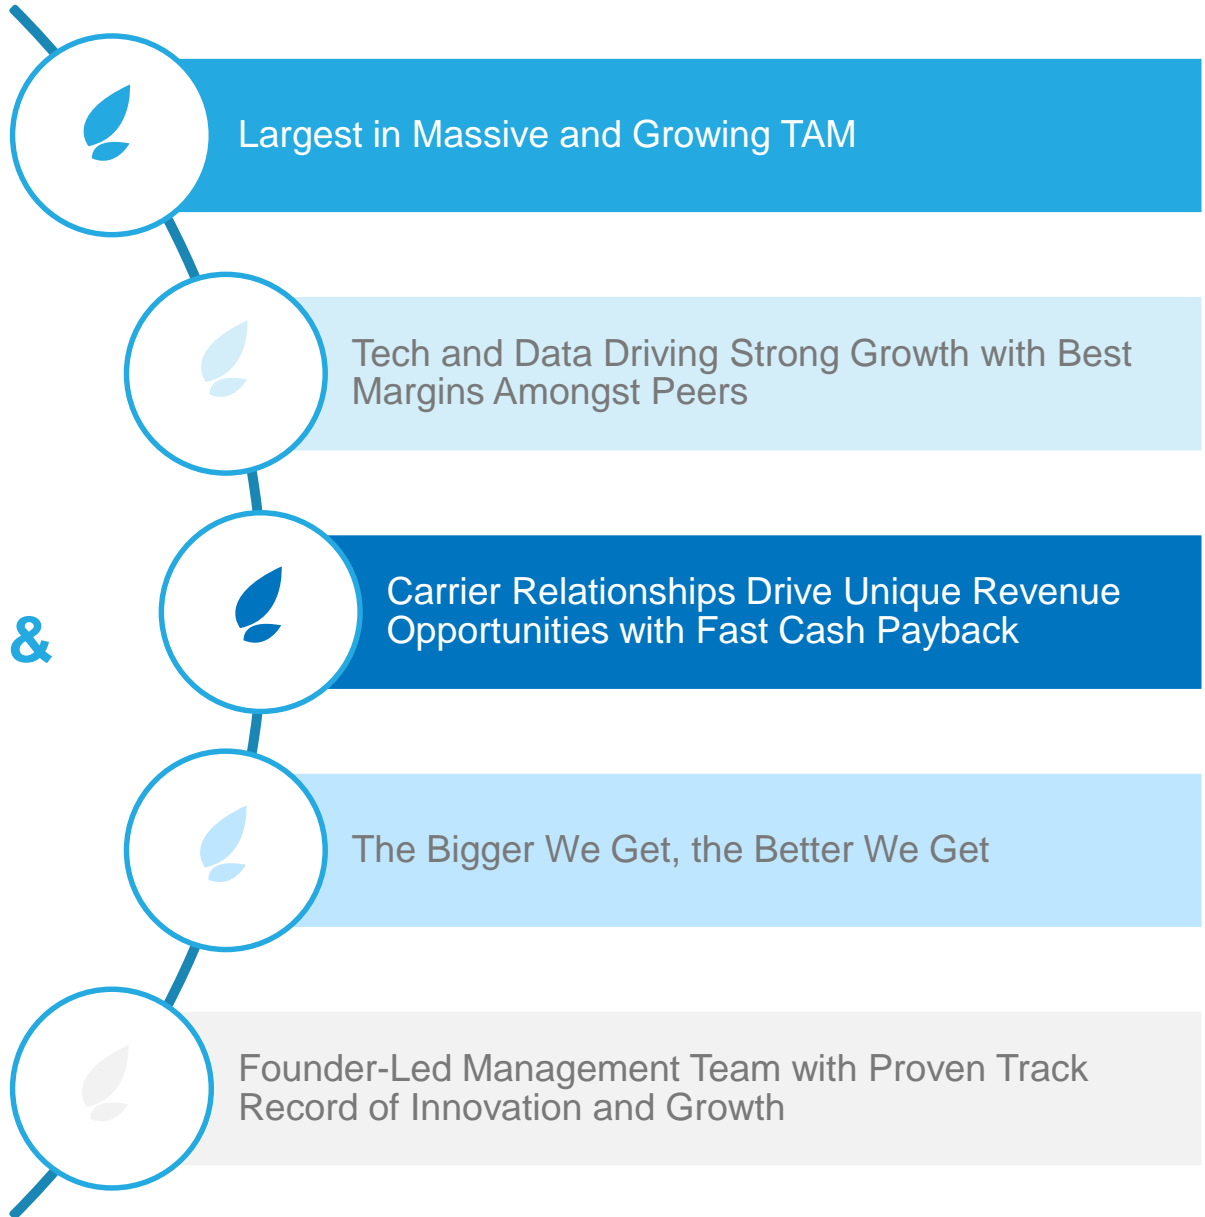 Largest in Massive and Growing TAM
Tech and Data Driving Strong Growth with Best
Margins Amongst Peers
Carrier Relationships Drive Unique Revenue
Opportunities with Fast Cash Payback
&
The Bigger We Get, the Better We Get
Founder-Led Management Team with Proven Track
Record of Innovation and Growth